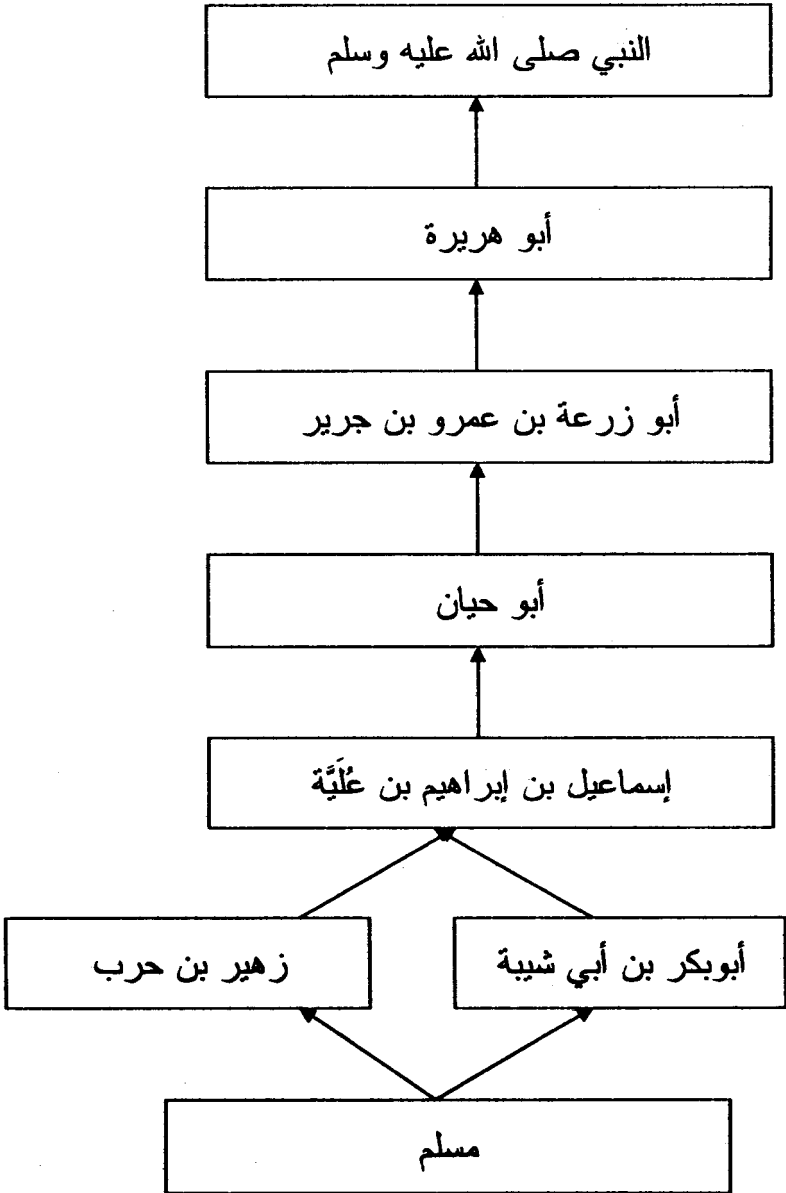 النبي صلى الله عليه وسلم
أبو هريرة
أبو زرعة بن عمرو بن جرير
أبو حيان
إسماعيل بن إبراهيم بن عُلَيَّة
أبوبكر بن أبي شيبة
زهير بن حرب
مسلم